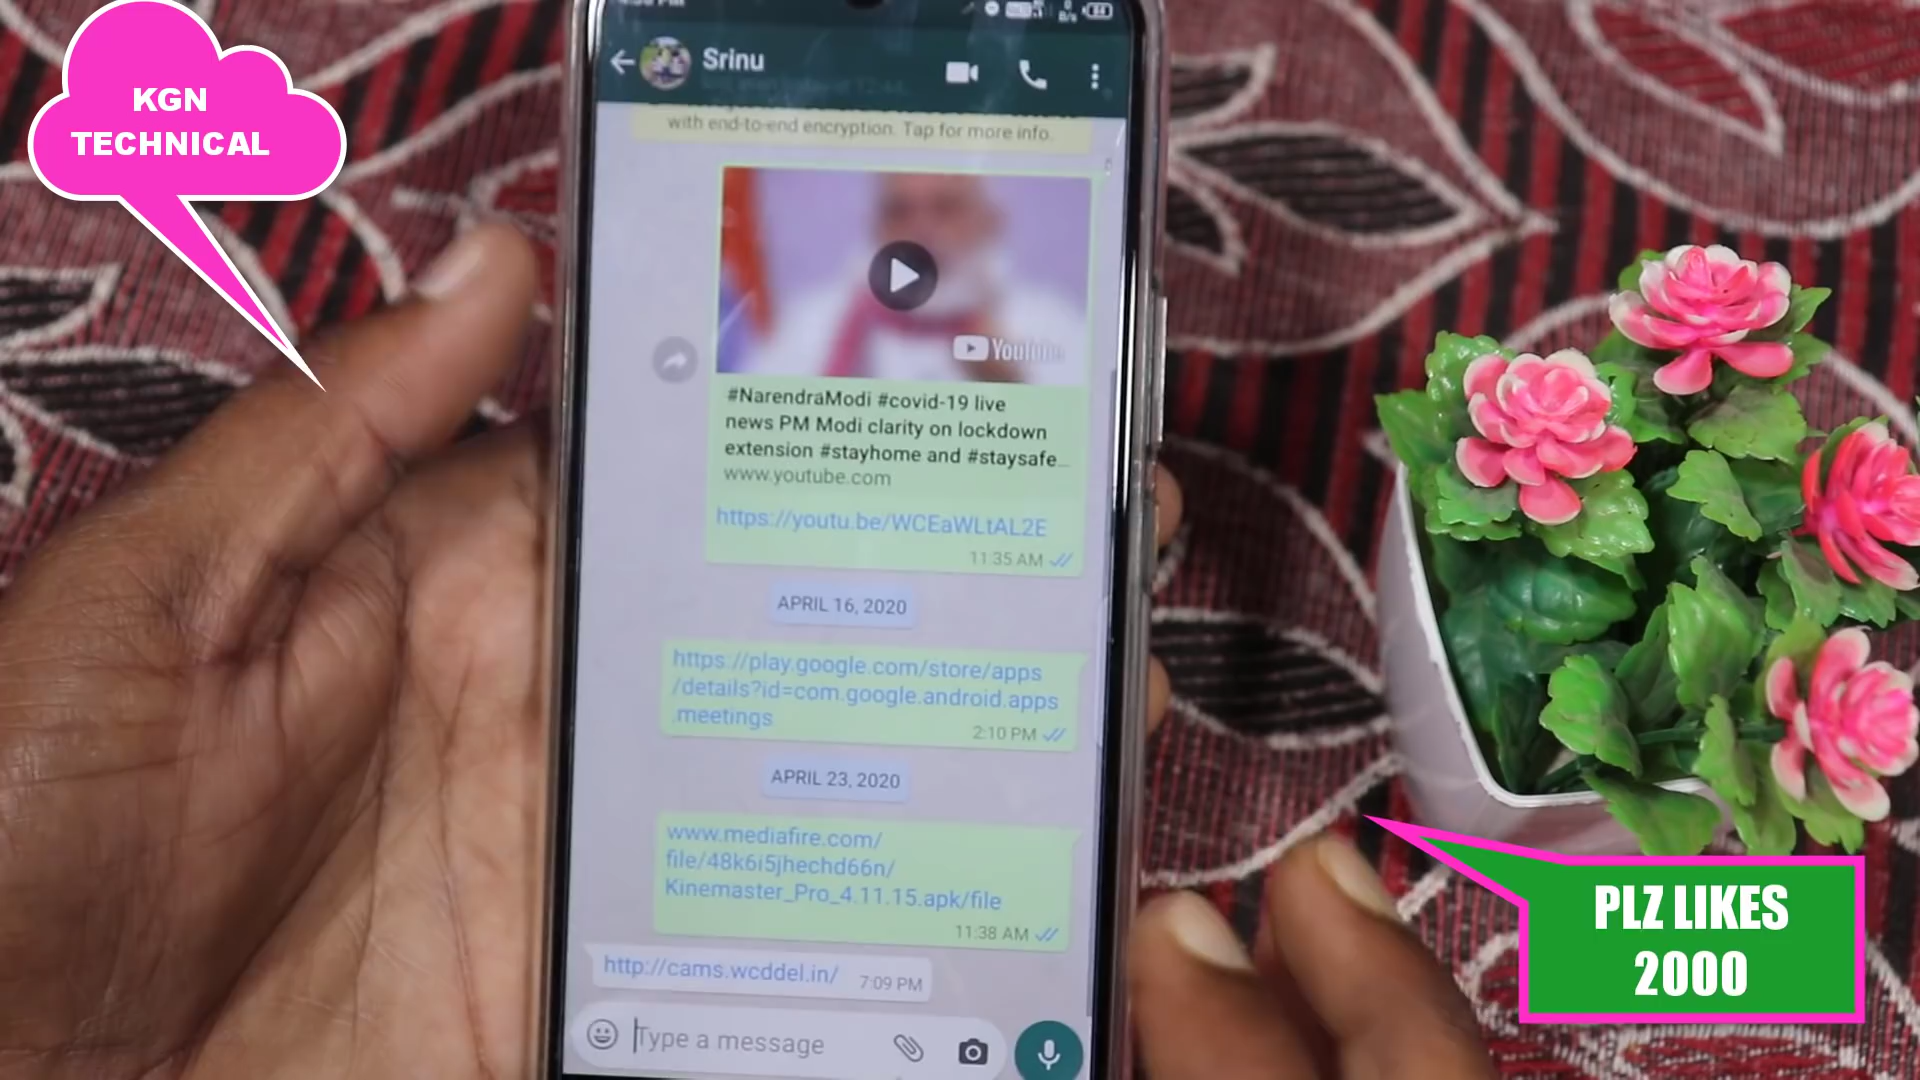 KGN
TECHNICAL
Srinu
with end-to-end encryption. Tap for more info.
YouTube
#NarendraModi #covid-19 live
news PM Modi clarity on lockdown
extension #stayhome and #staysafe...
www.youtube.com
https://youtu.be/WCEaWLtAL2E
11:35 AM
APRIL 16, 2020
https://play.google.com/store/apps
/details?id=com.google.android.apps
.meetings
2:10 PM
APRIL 23, 2020
www.mediafire.com/
file/48k6i5jhechd66n/
Kinemaster_Pro_4.11.15.apk/file
11:38 AM
http://cams.wcddel.in/ 7:09 PM
Type a message
PLZ LIKES
2000